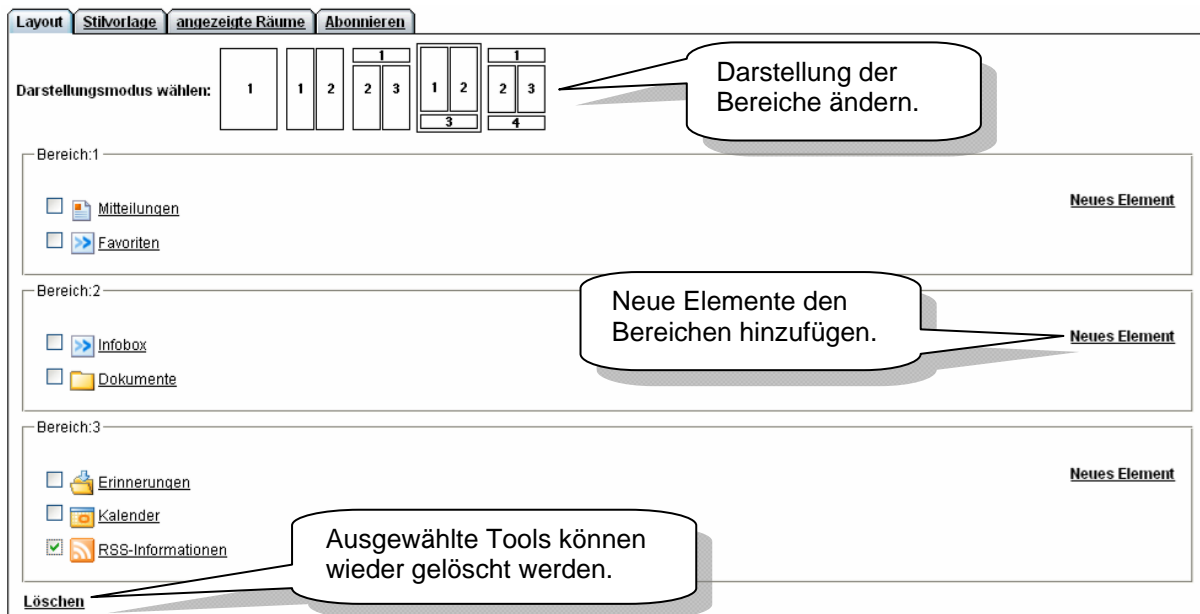 Layout Stilvorlage angezeigte Räume Abonnieren
Darstellungsmodus wählen: 1 1 2 1 2 3 1 2 3 1 2 3 4
Darstellung der
Bereiche ändern.
Bereich:1
Mitteilungen
Neues Element
Favoriten
Bereich:2
Neue Elemente den
Bereichen hinzufügen.
Infobox
Neues Element
Dokumente
Bereich:3
Erinnerungen
Neues Element
Kalender
RSS-Informationen
Ausgewählte Tools können
wieder gelöscht werden.
Löschen